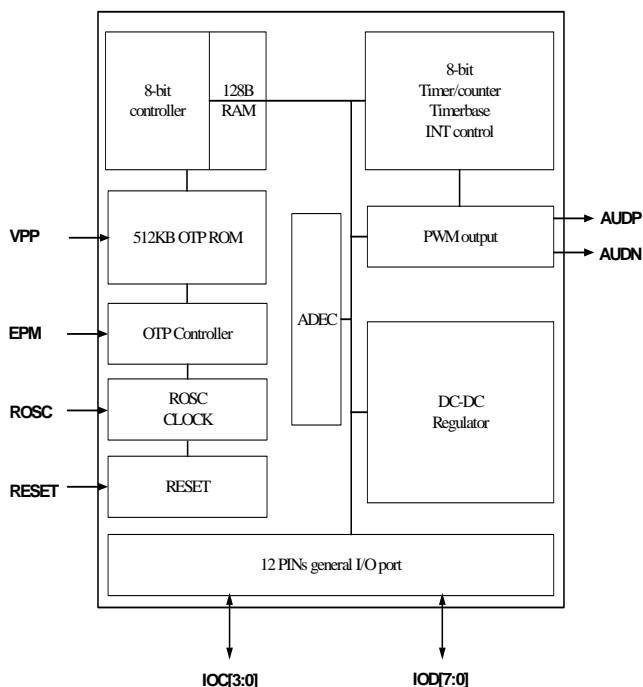 8-bit
controller
128B
RAM
8-bit
Timer/counter
Timerbase
INT control
VPP
512KB OTP ROM
PWM output
AUDP
AUDN
EPM
OTP Controller
ADEC
ROSC
ROSC
CLOCK
DC-DC
Regulator
RESET
RESET
12 PINs general I/O port
IOC[3:0]
IOD[7:0]